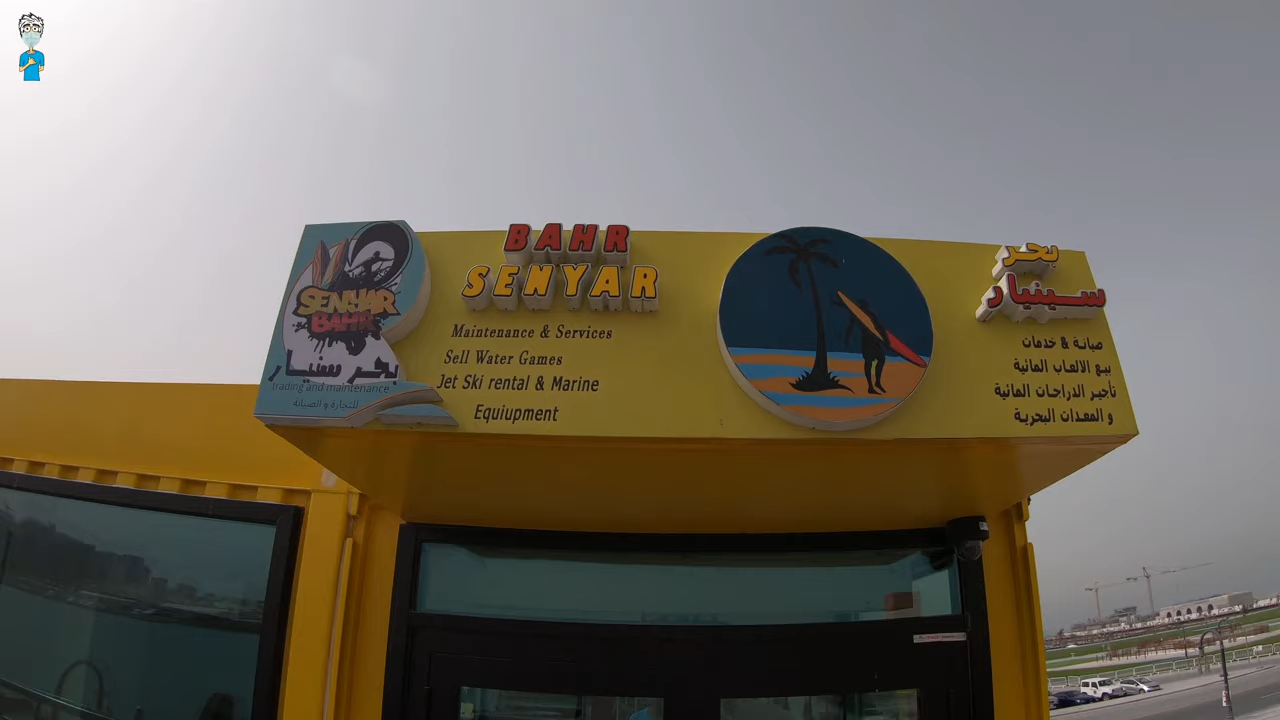 SENYAR
BAHR
بحر سينيار
trading and maintenance
للتجارة و الصيانة
BAHR
SENYAR
Maintenance & Services
Sell Water Games
Jet Ski rental & Marine
Equiupment
بحر
سينيار
صيانة & خدمات
بيع الالعاب المائية
تأجير الدراجات المائية
و المعدات البحرية